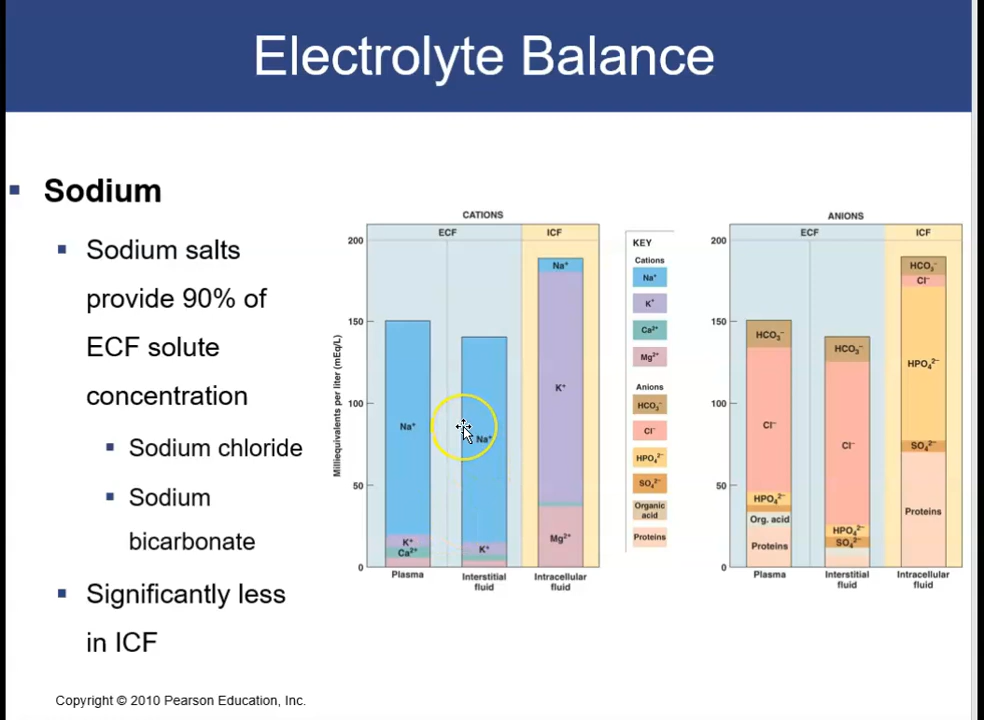 Electrolyte Balance
Sodium
Sodium salts
provide 90% of
ECF solute
concentration
Sodium chloride
Sodium
bicarbonate
Significantly less
in ICF
CATIONS
ECF ICF
200
150
100
50
0
Milliequivalents per liter (mEq/L)
Na⁺
K⁺
Ca²⁺
Na⁺
K⁺
Na⁺
K⁺
Mg²⁺
Plasma
Interstitial
fluid
Intracellular
fluid
KEY
Cations
Na⁺
K⁺
Ca²⁺
Mg²⁺
Anions
HCO₃⁻
Cl⁻
HPO₄²⁻
SO₄²⁻
Organic
acid
Proteins
ANIONS
ECF ICF
200
150
100
50
0
HCO₃⁻
Cl⁻
HPO₄²⁻
Org. acid
Proteins
HCO₃⁻
Cl⁻
HPO₄²⁻
SO₄²⁻
HCO₃⁻
Cl⁻
HPO₄²⁻
SO₄²⁻
Proteins
Plasma
Interstitial
fluid
Intracellular
fluid
Copyright © 2010 Pearson Education, Inc.